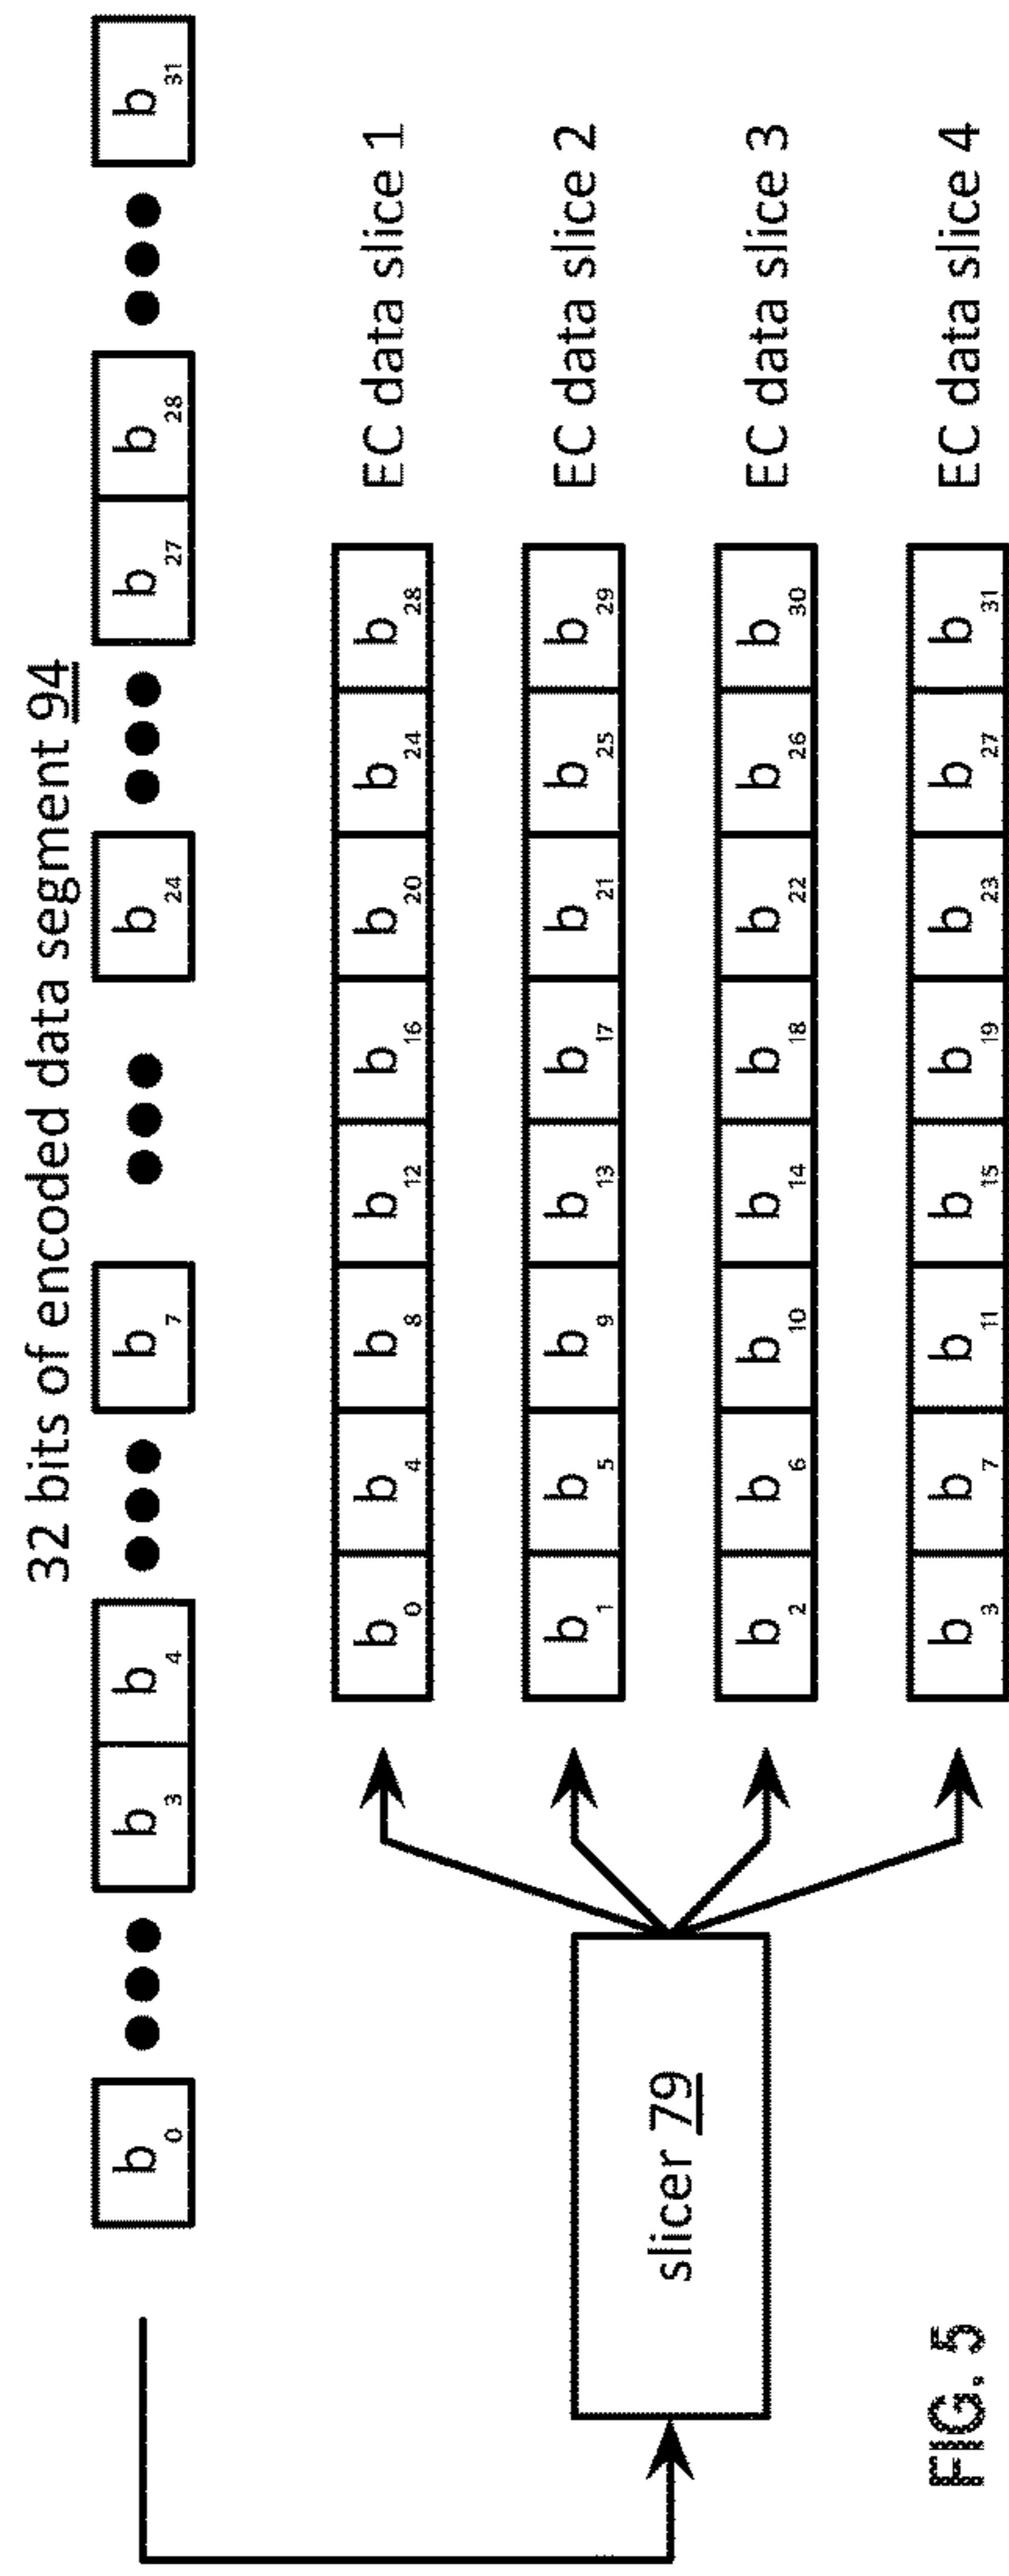 32 bits of encoded data segment 94
b0 ••• b3 b4 ••• b7 ••• b24 ••• b27 b28 ••• b31
b0 b4 b8 b12 b16 b20 b24 b28 EC data slice 1
b1 b5 b9 b13 b17 b21 b25 b29 EC data slice 2
slicer 79
b2 b6 b10 b14 b18 b22 b26 b30 EC data slice 3
b3 b7 b11 b15 b19 b23 b27 b31 EC data slice 4
FIG. 5